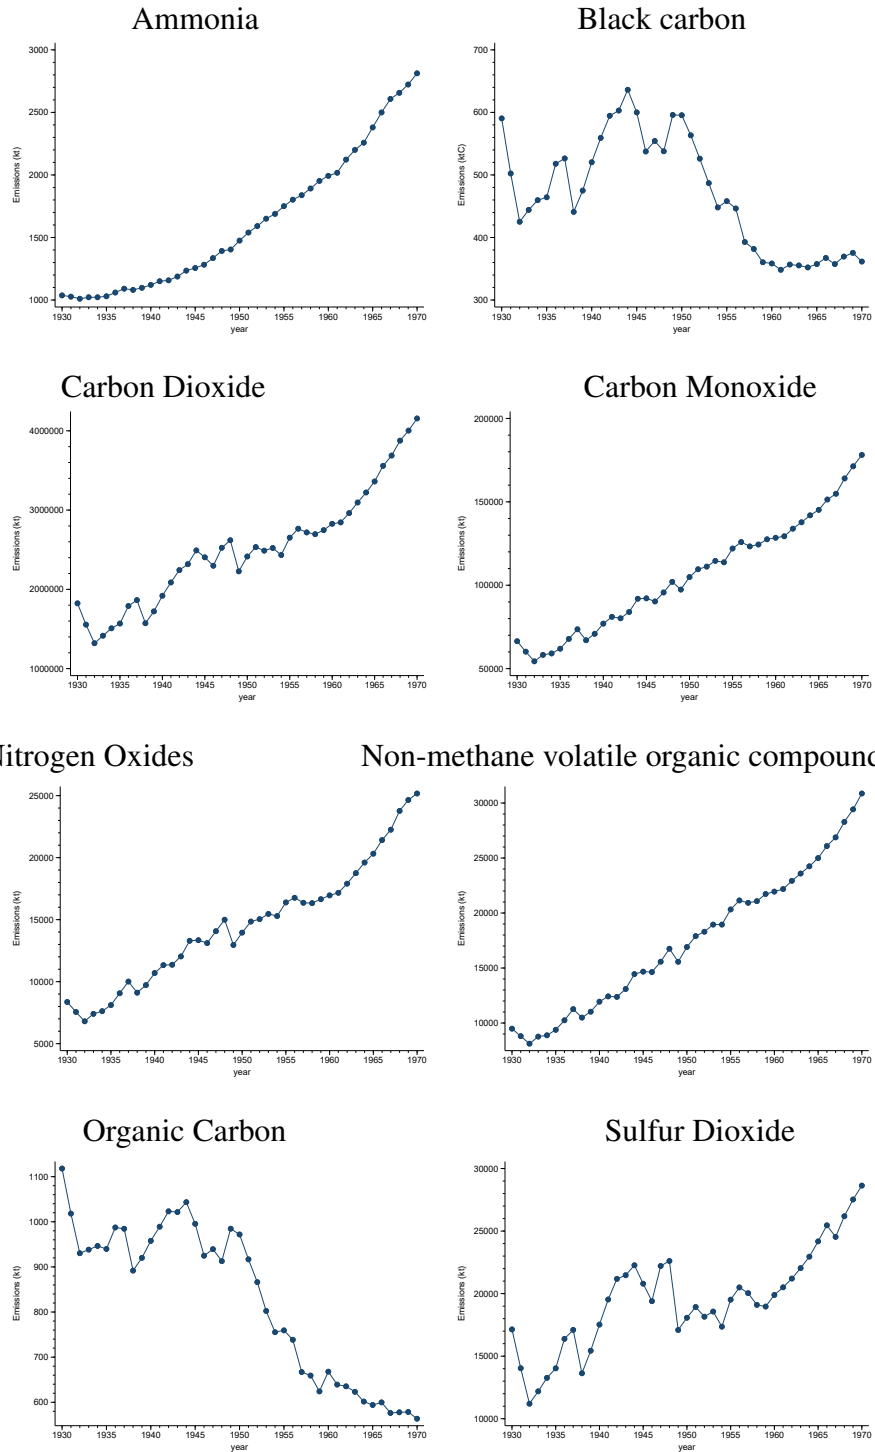 Ammonia
3000
2500
2000
1500
1000
Emissions (kt)
1930 1935 1940 1945 1950 1955 1960 1965 1970
year
Black carbon
700
600
500
400
300
Emissions (ktC)
1930 1935 1940 1945 1950 1955 1960 1965 1970
year
Carbon Dioxide
4000000
3000000
2000000
1000000
Emissions (kt)
1930 1935 1940 1945 1950 1955 1960 1965 1970
year
Carbon Monoxide
200000
150000
100000
50000
Emissions (kt)
1930 1935 1940 1945 1950 1955 1960 1965 1970
year
Nitrogen Oxides
25000
20000
15000
10000
5000
Emissions (kt)
1930 1935 1940 1945 1950 1955 1960 1965 1970
year
Non-methane volatile organic compound
30000
25000
20000
15000
10000
Emissions (kt)
1930 1935 1940 1945 1950 1955 1960 1965 1970
year
Organic Carbon
1100
1000
900
800
700
600
Emissions (kt)
1930 1935 1940 1945 1950 1955 1960 1965 1970
year
Sulfur Dioxide
30000
25000
20000
15000
10000
Emissions (kt)
1930 1935 1940 1945 1950 1955 1960 1965 1970
year